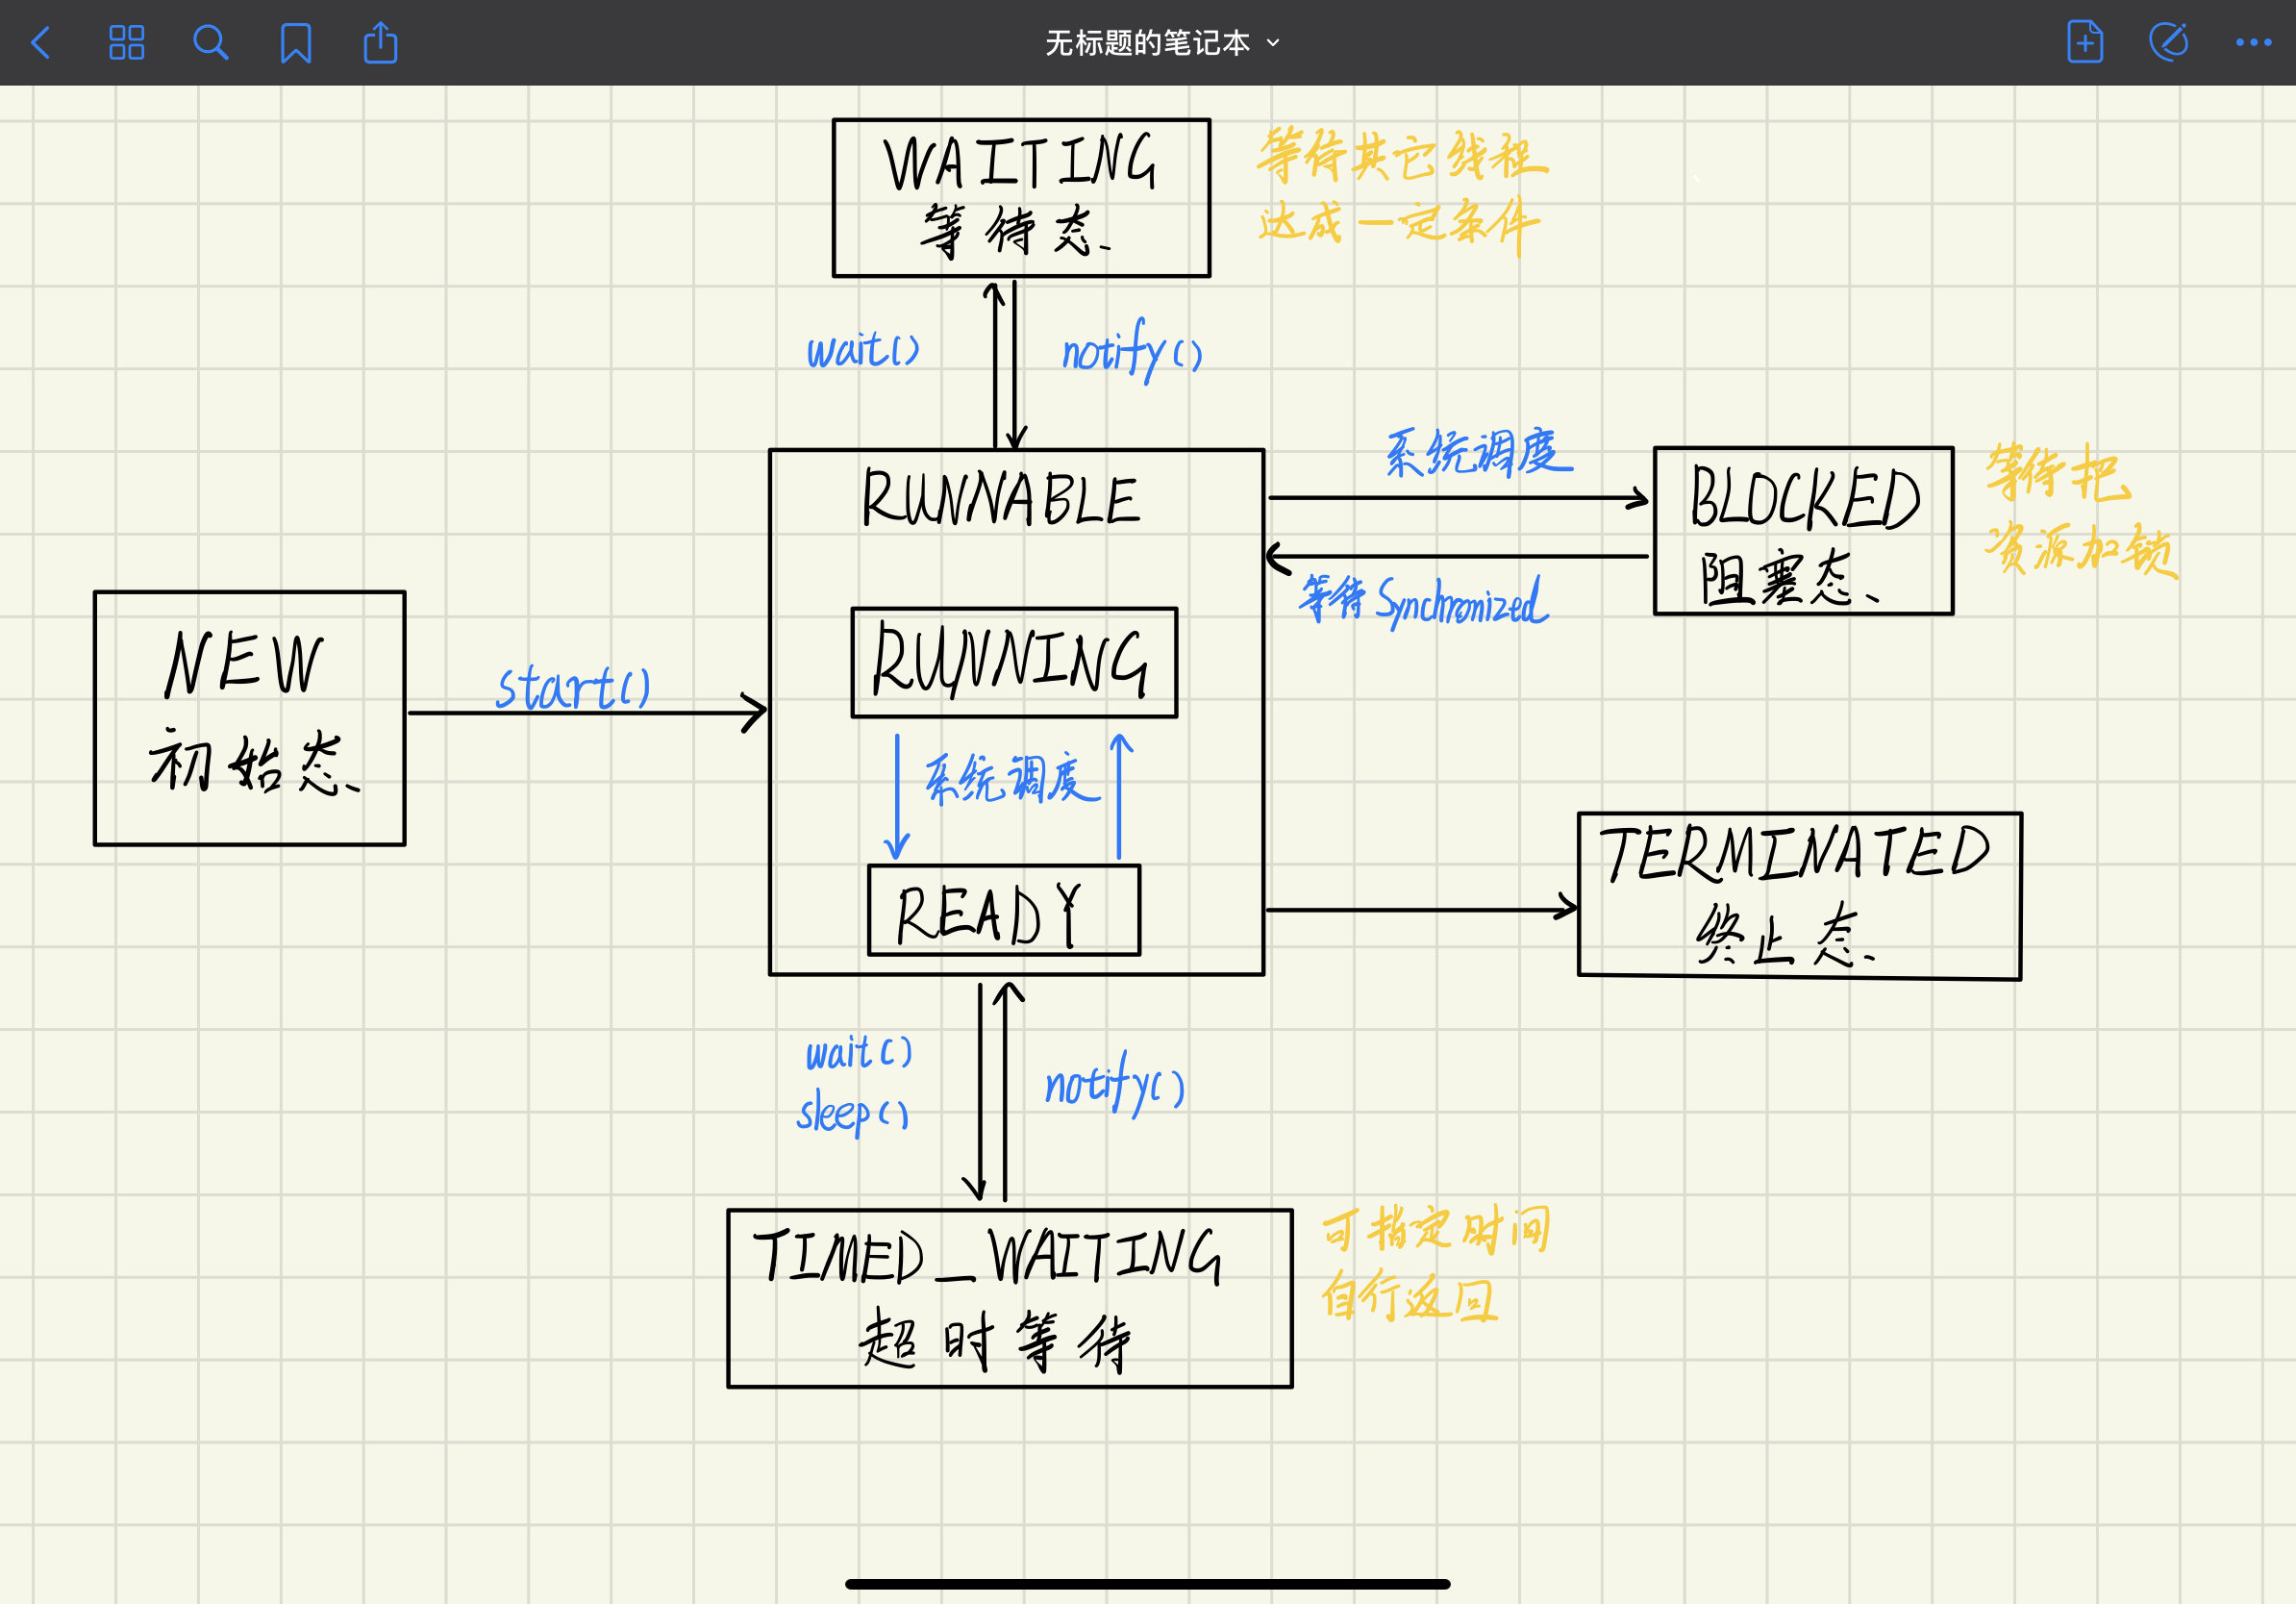 无标题的笔记本
WAITING
等待态
等待其它线程
达成一定条件
wait()
notify()
RUNNABLE
系统调度
BLOCKED
阻塞态
等待其他
资源加锁
等待 Synchronized
NEW
初始态
start()
RUNNING
系统调度
READY
TERMINATED
终止态
wait()
sleep()
notify()
TIMED_WAITING
超时等待
可指定时间
自行返回